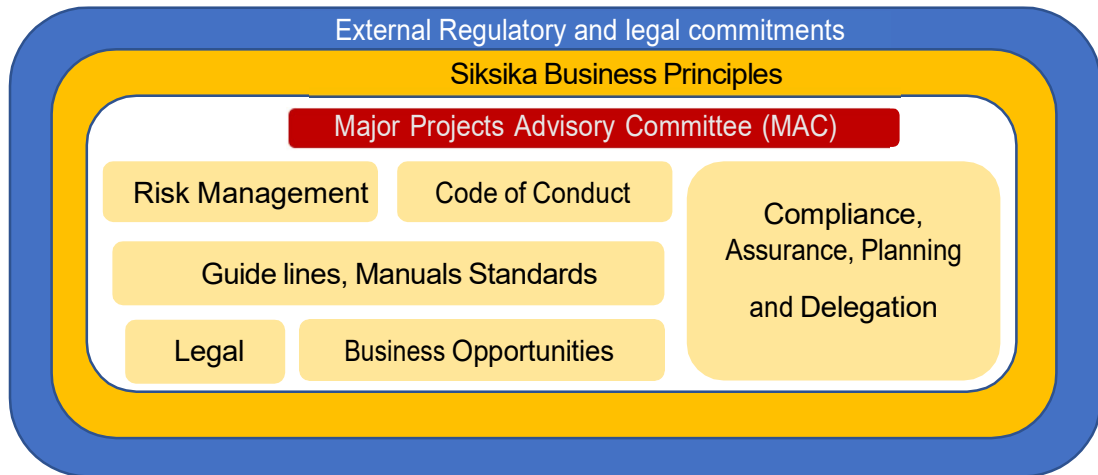 External Regulatory and legal commitments
Siksika Business Principles
Major Projects Advisory Committee (MAC)
Risk Management
Code of Conduct
Compliance,
Assurance, Planning
and Delegation
Guide lines, Manuals Standards
Legal
Business Opportunities